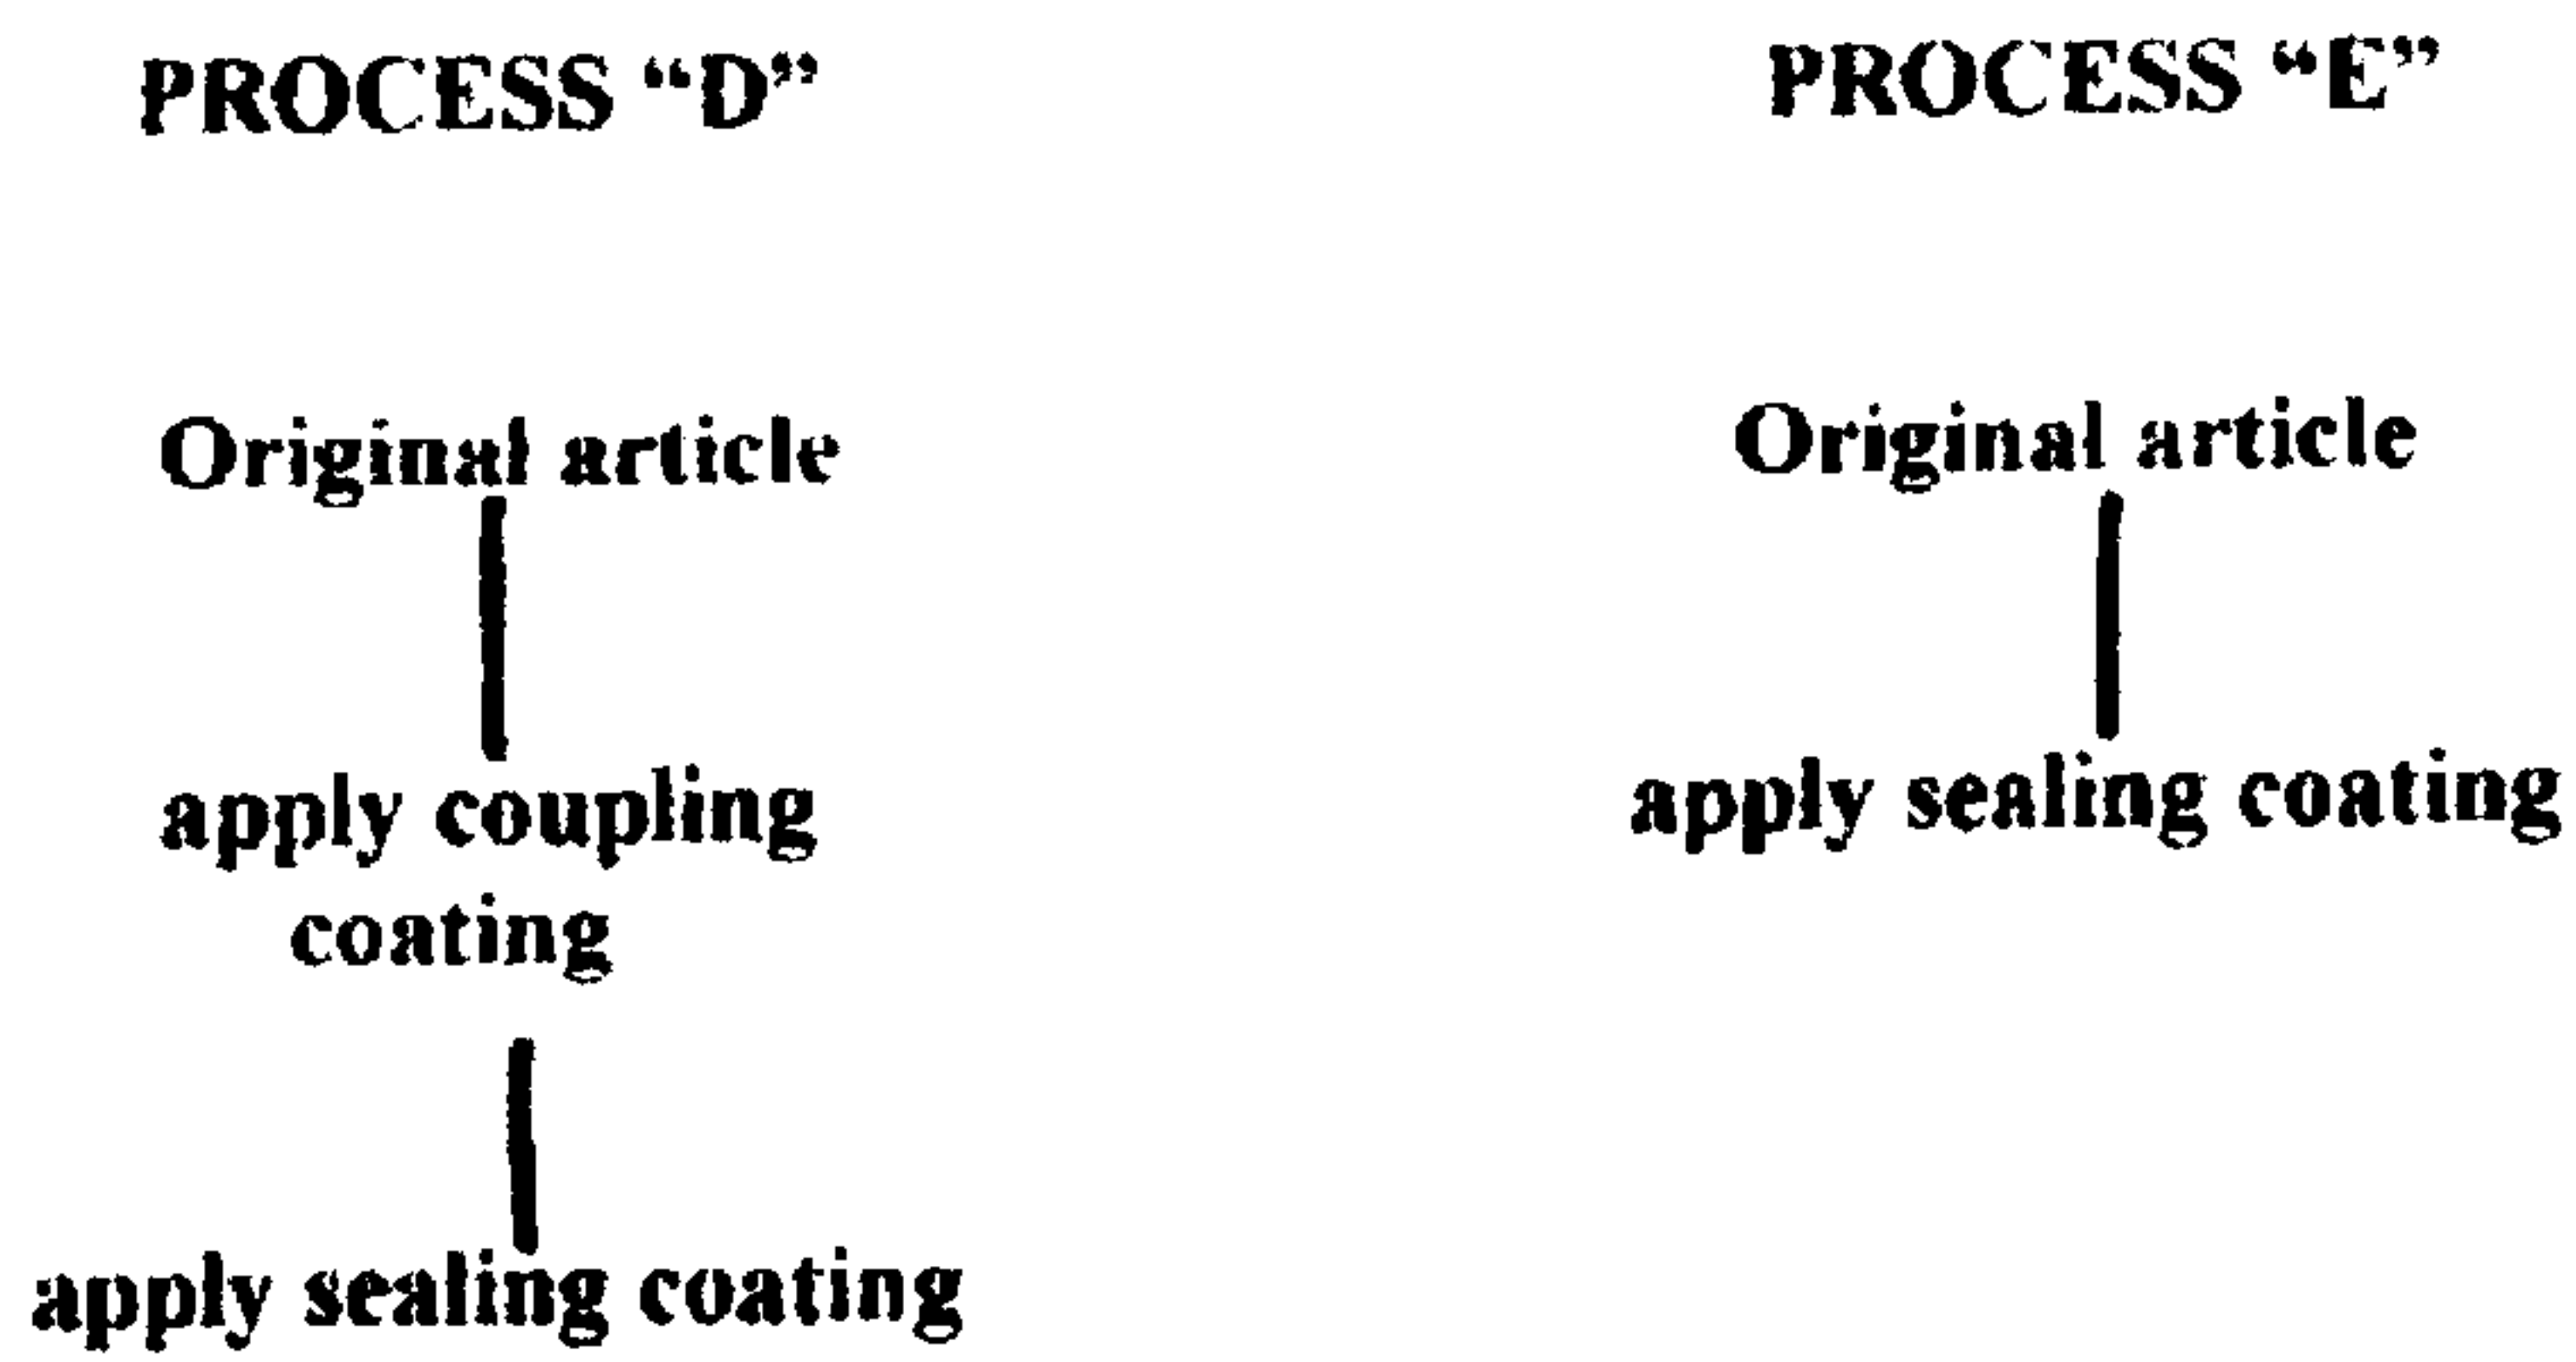 PROCESS “D”
Original article
apply coupling
coating
apply sealing coating
PROCESS “E”
Original article
apply sealing coating